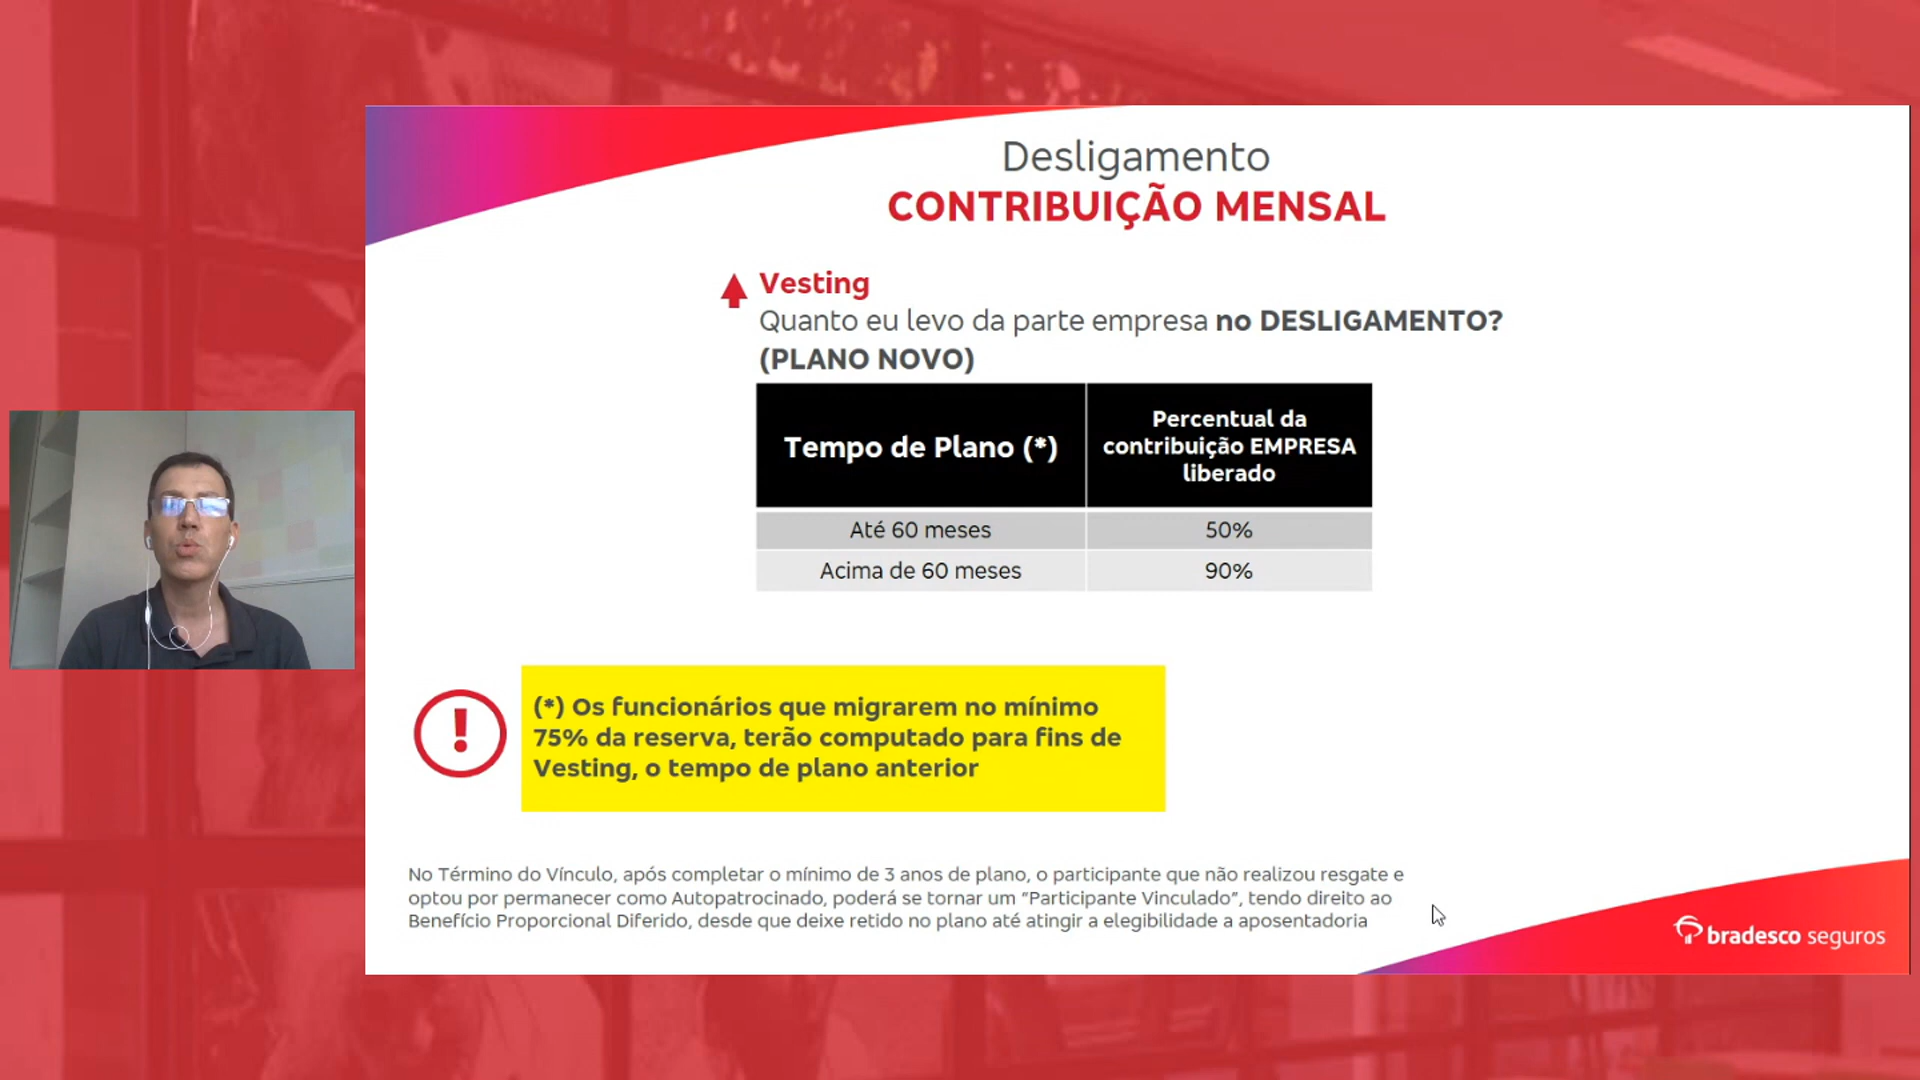 Desligamento
CONTRIBUIÇÃO MENSAL
Vesting
Quanto eu levo da parte empresa no DESLIGAMENTO?
(PLANO NOVO)
Tempo de Plano (*)
Percentual da
contribuição EMPRESA
liberado
Até 60 meses 50%
Acima de 60 meses 90%
!
(*) Os funcionários que migrarem no mínimo
75% da reserva, terão computado para fins de
Vesting, o tempo de plano anterior
No Término do Vínculo, após completar o mínimo de 3 anos de plano, o participante que não realizou resgate e
optou por permanecer como Autopatrocinado, poderá se tornar um “Participante Vinculado”, tendo direito ao
Benefício Proporcional Diferido, desde que deixe retido no plano até atingir a elegibilidade a aposentadoria
bradesco seguros